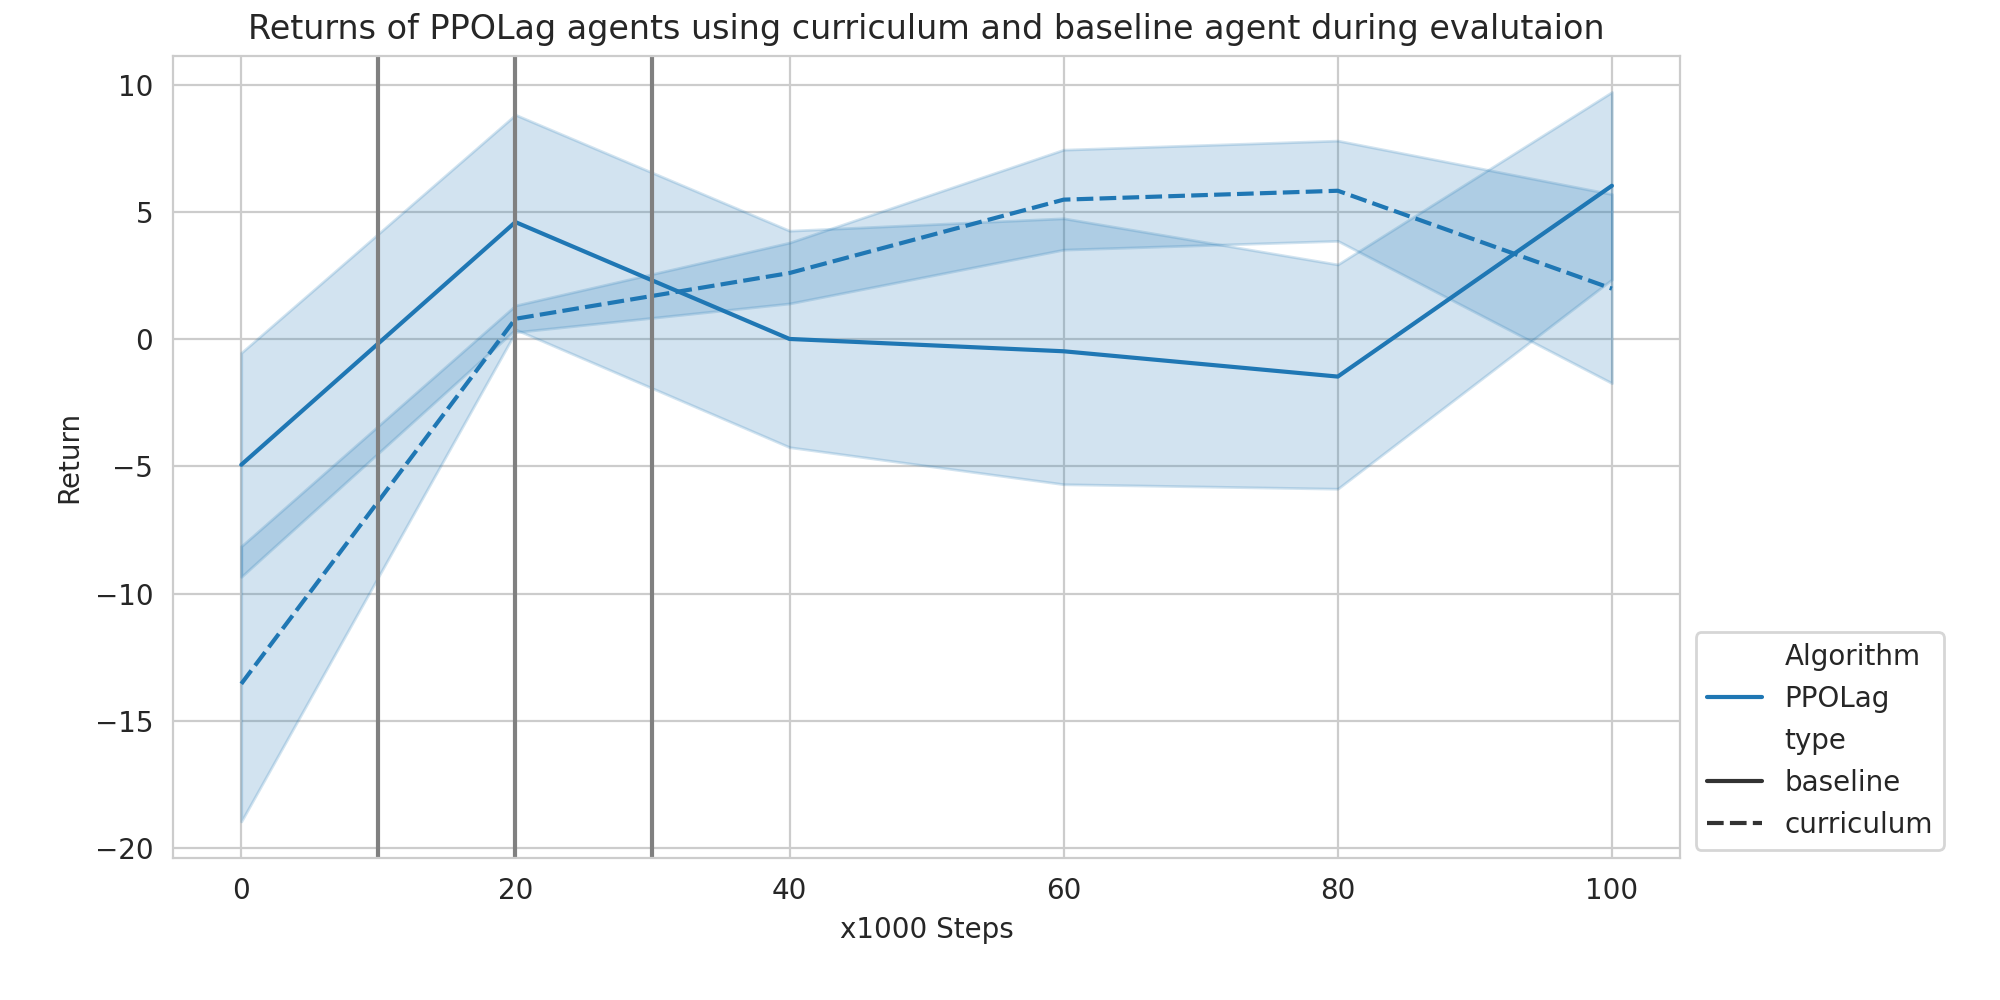 Returns of PPOLag agents using curriculum and baseline agent during evalutaion
10
5
0
−5
−10
−15
−20
Return
0 20 40 60 80 100
x1000 Steps
Algorithm
PPOLag
type
baseline
curriculum